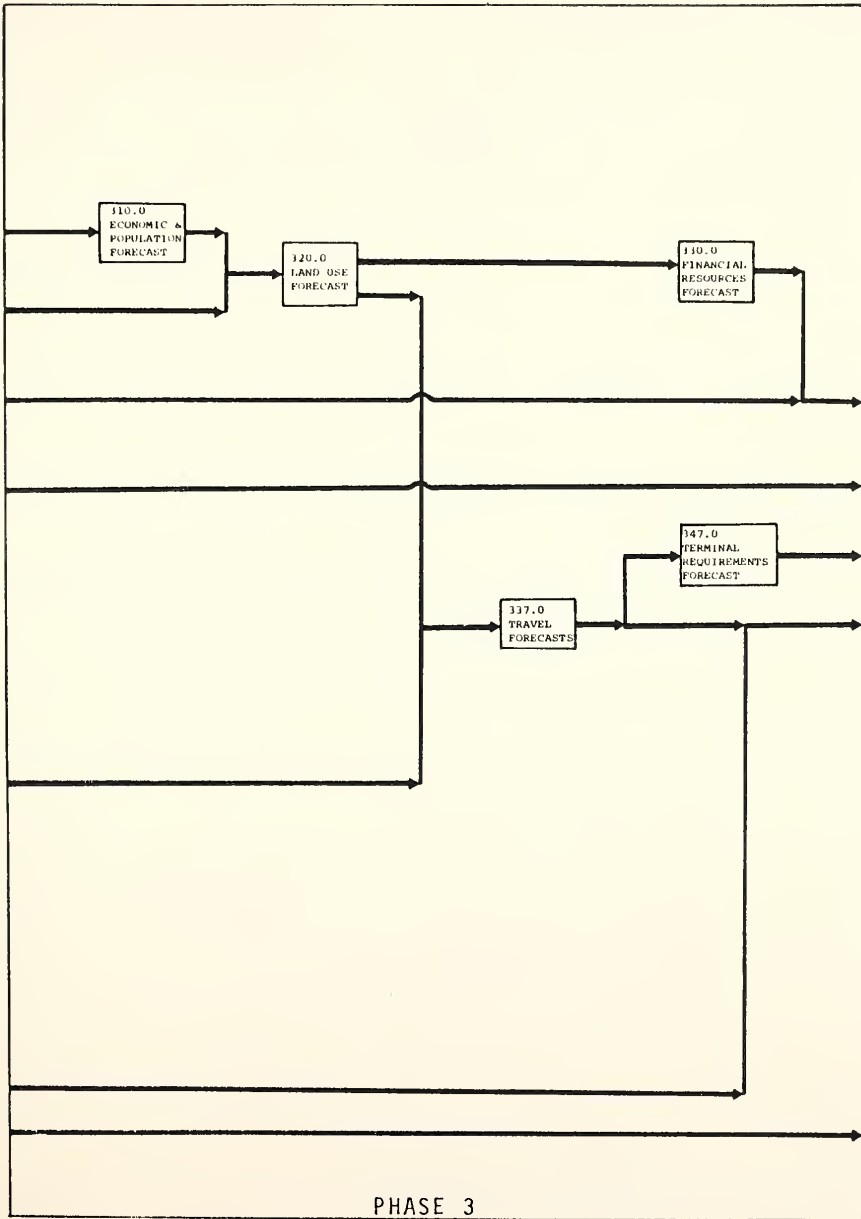 310.0
ECONOMIC &
POPULATION
FORECAST
320.0
LAND USE
FORECAST
330.0
FINANCIAL
RESOURCES
FORECAST
347.0
TERMINAL
REQUIREMENTS
FORECAST
337.0
TRAVEL
FORECASTS
PHASE 3